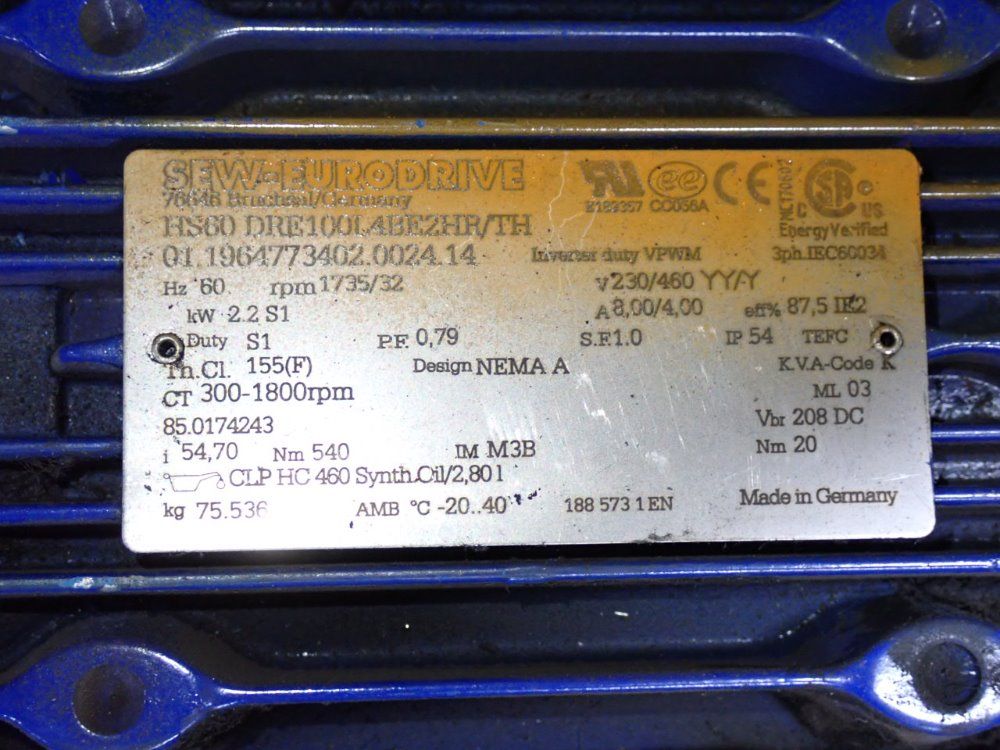 SEW-EURODRIVE
76646 Bruchsal/Germany
E189357 CC056A
NCTF0607
C US
Energy Verified
HS60 DRE100L4BE2HR/TH
01.1964773402.0024.14 Inverter duty VPWM 3ph.IEC60034
Hz 60 rpm 1735/32 V 230/460 YY/Y
kW 2.2 S1 A 8,00/4,00 eff% 87,5 IE2
Duty S1 P.F. 0,79 S.F.1.0 IP 54 TEFC
Th.Cl. 155(F) Design NEMA A K.V.A-Code K
CT 300-1800rpm ML 03
85.0174243 Vbr 208 DC
i 54,70 Nm 540 IM M3B Nm 20
CLP HC 460 Synth.Oil/2,80 l
kg 75.536 AMB °C -20..40 188 573 1 EN Made in Germany